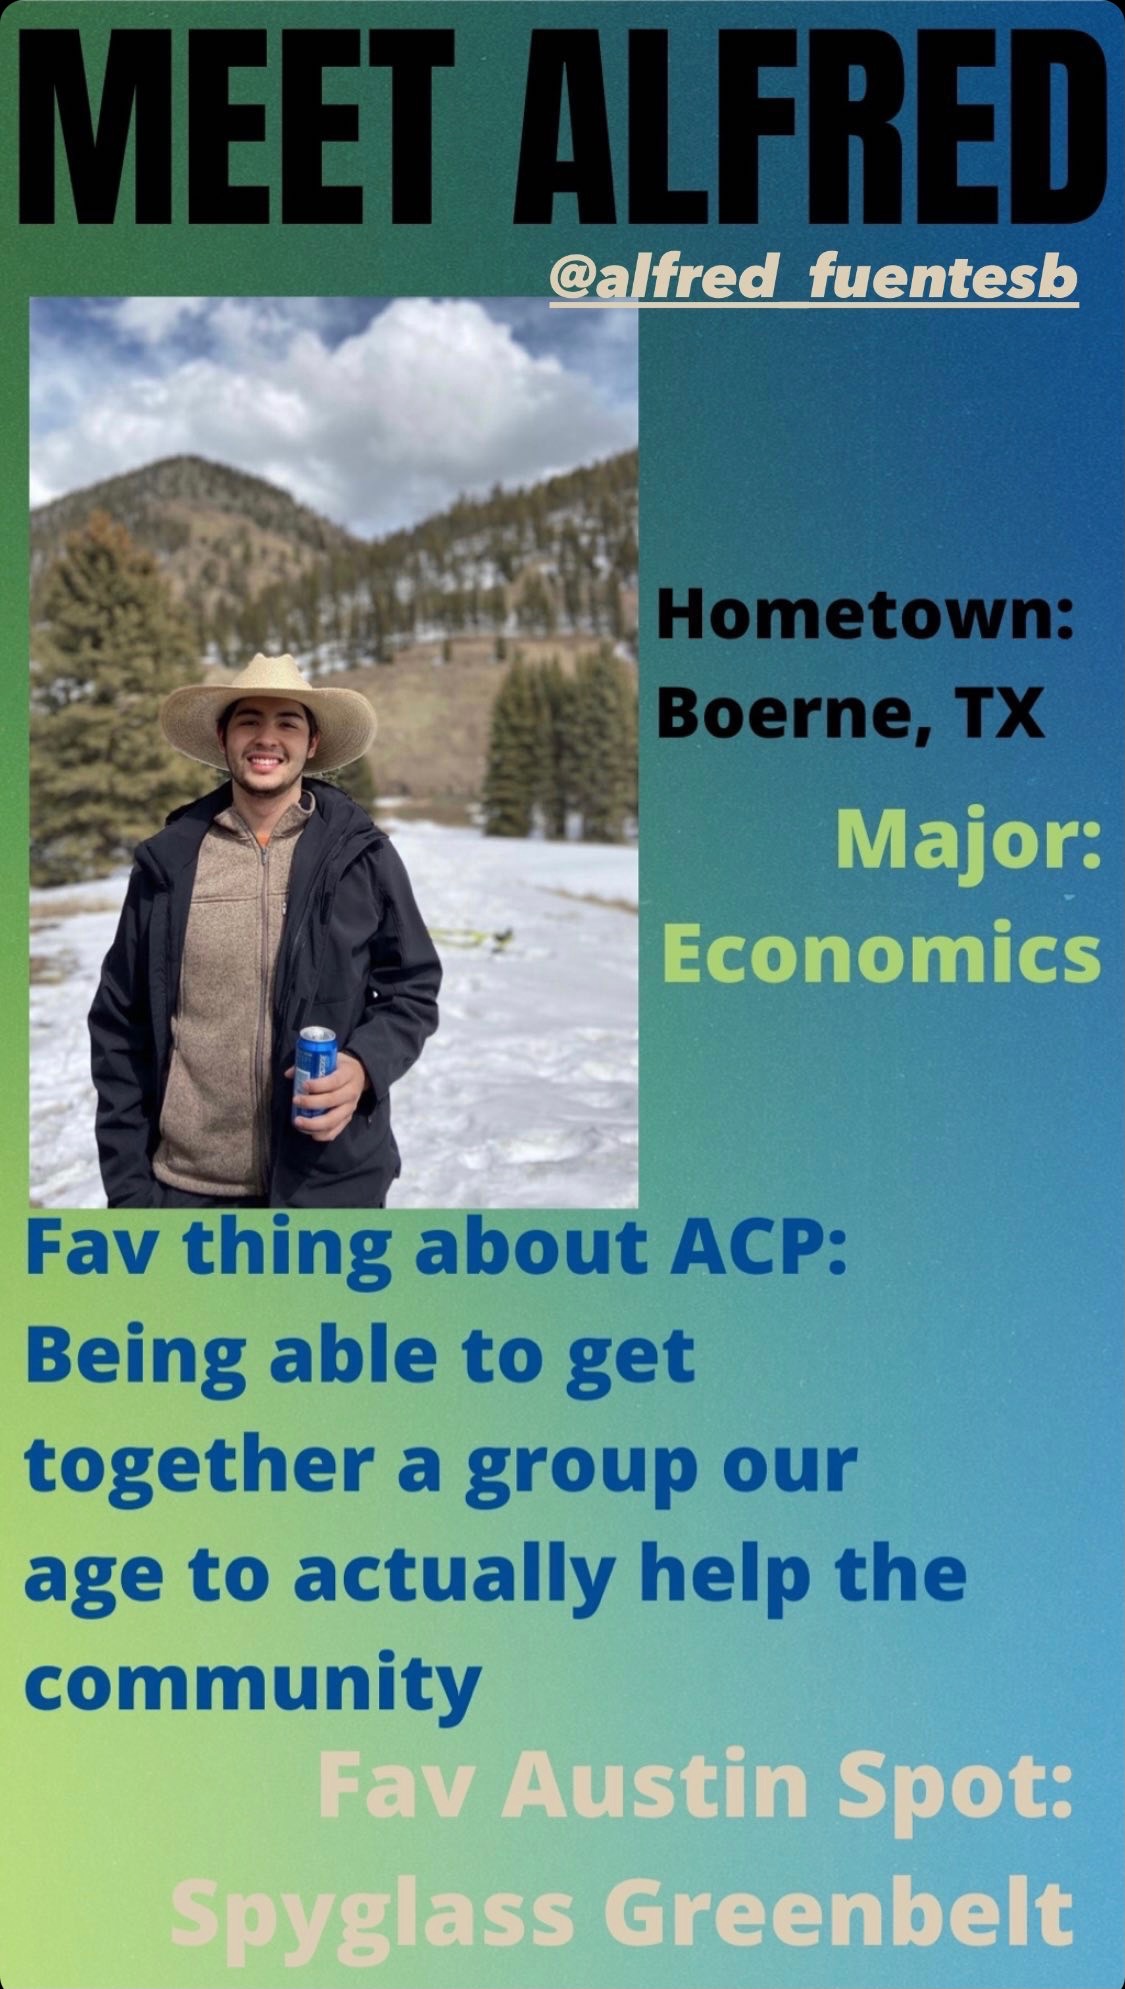 MEET ALFRED
@alfred_fuentesb
Hometown:
Boerne, TX
Major:
Economics
Fav thing about ACP:
Being able to get
together a group our
age to actually help the
community
Fav Austin Spot:
Spyglass Greenbelt